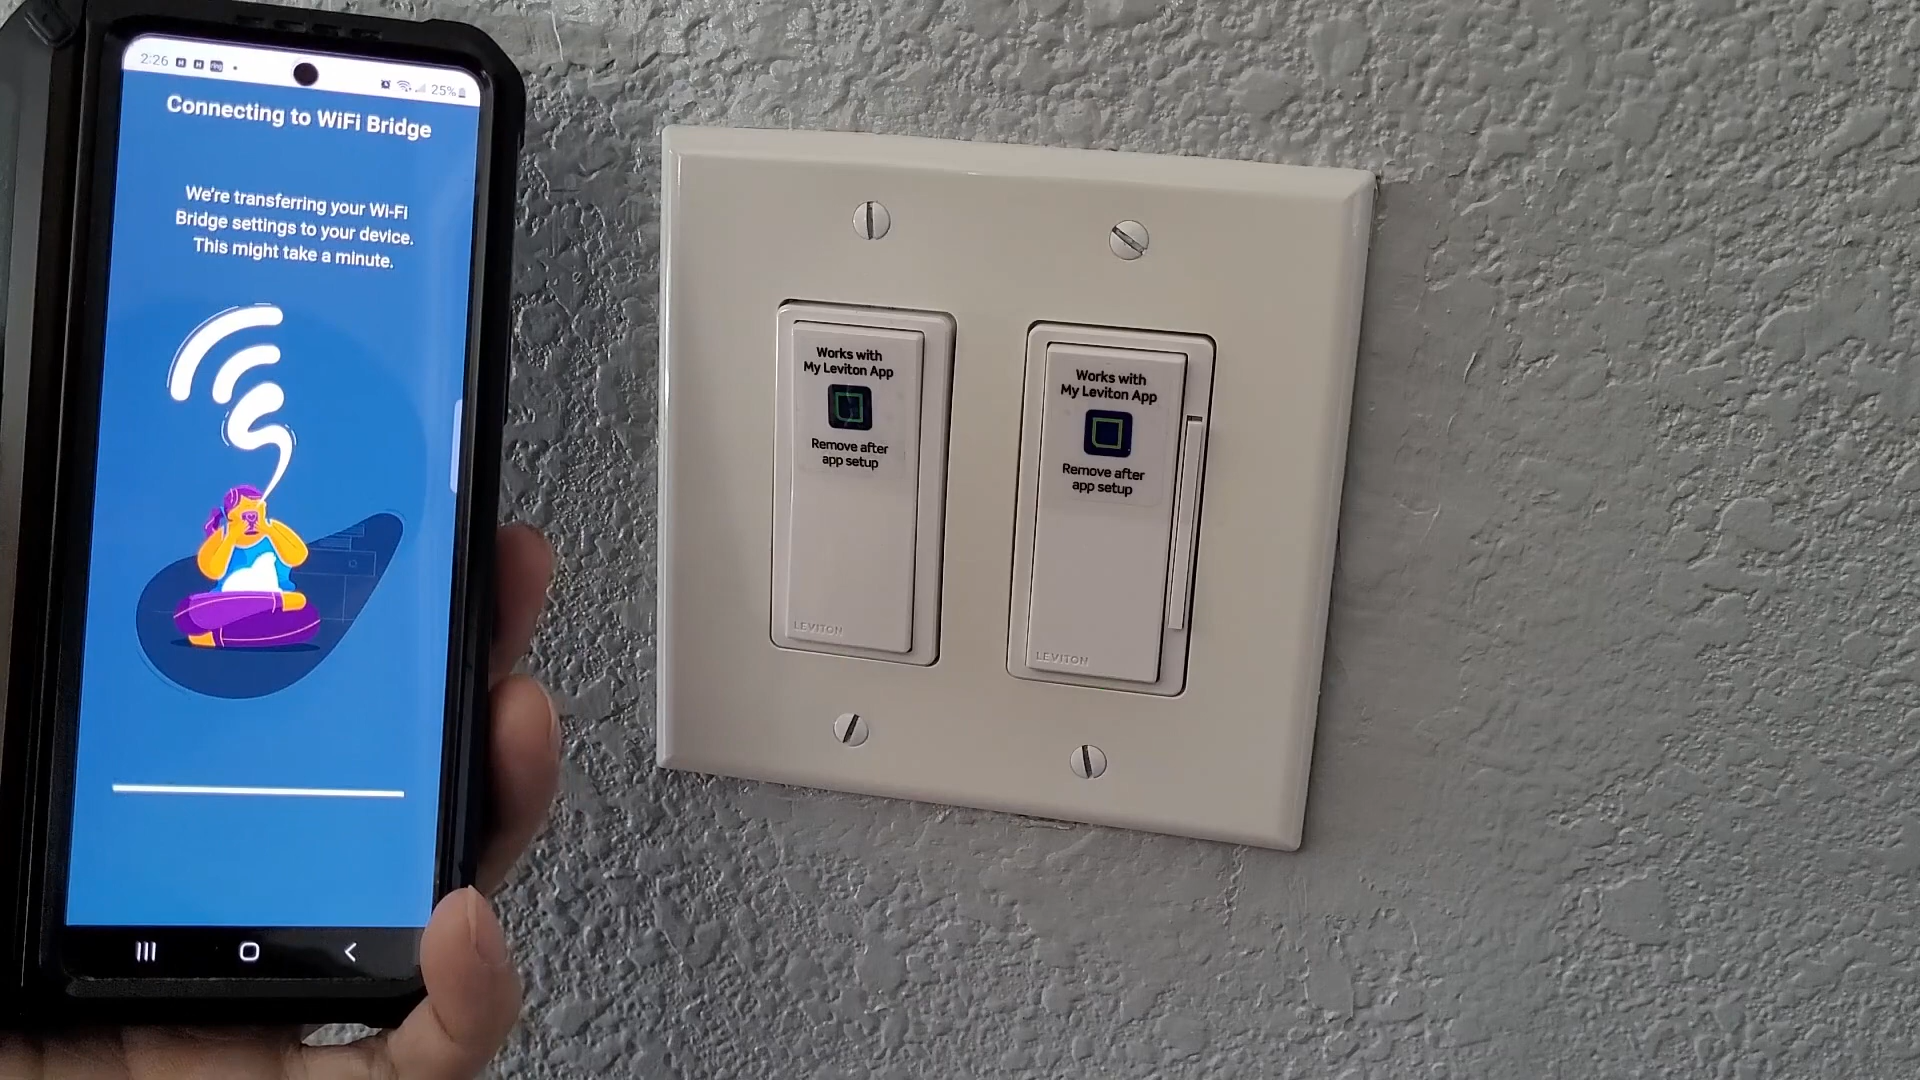 2:26
25%
Connecting to WiFi Bridge
We're transferring your Wi-Fi
Bridge settings to your device.
This might take a minute.
Works with
My Leviton App
Remove after
app setup
LEVITON
Works with
My Leviton App
Remove after
app setup
LEVITON